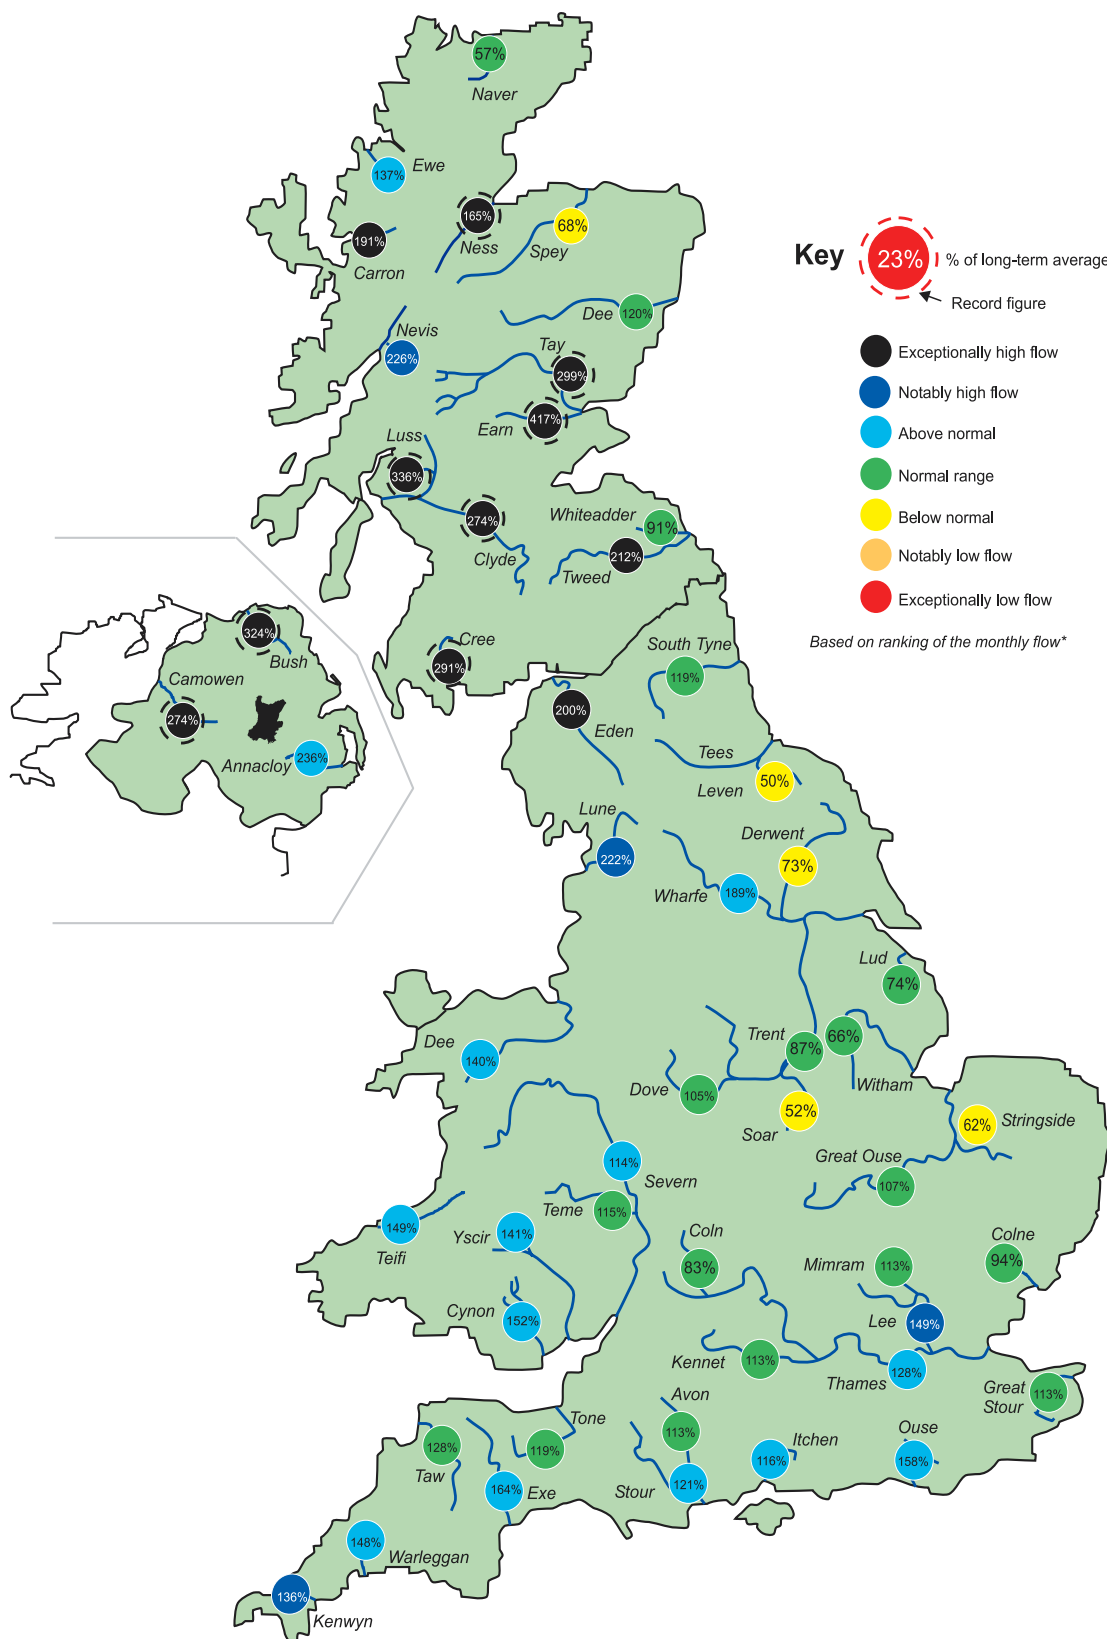 57%
Naver
Ewe
137%
165%
Ness
191%
Carron
68%
Spey
Key
23%
% of long-term average
Record figure
Exceptionally high flow
Notably high flow
Above normal
Normal range
Below normal
Notably low flow
Exceptionally low flow
Based on ranking of the monthly flow*
Dee
120%
Nevis
226%
Tay
299%
Earn
417%
Luss
336%
274%
Clyde
Whiteadder
91%
212%
Tweed
Cree
291%
324%
Bush
Camowen
274%
Annacloy
236%
South Tyne
119%
200%
Eden
Tees
Leven
50%
Lune
222%
Derwent
73%
Wharfe
189%
Lud
74%
Dee
140%
Trent
87%
66%
Witham
Dove
105%
52%
Soar
62%
Stringside
Great Ouse
107%
114%
Severn
Teme
115%
149%
Teifi
Yscir
141%
Coln
83%
Mimram
113%
Colne
94%
Cynon
152%
Lee
149%
Kennet
113%
Thames
128%
Great
Stour
113%
Avon
113%
Tone
119%
128%
Taw
Itchen
116%
Ouse
158%
Stour
121%
164%
Exe
148%
Warleggan
136%
Kenwyn